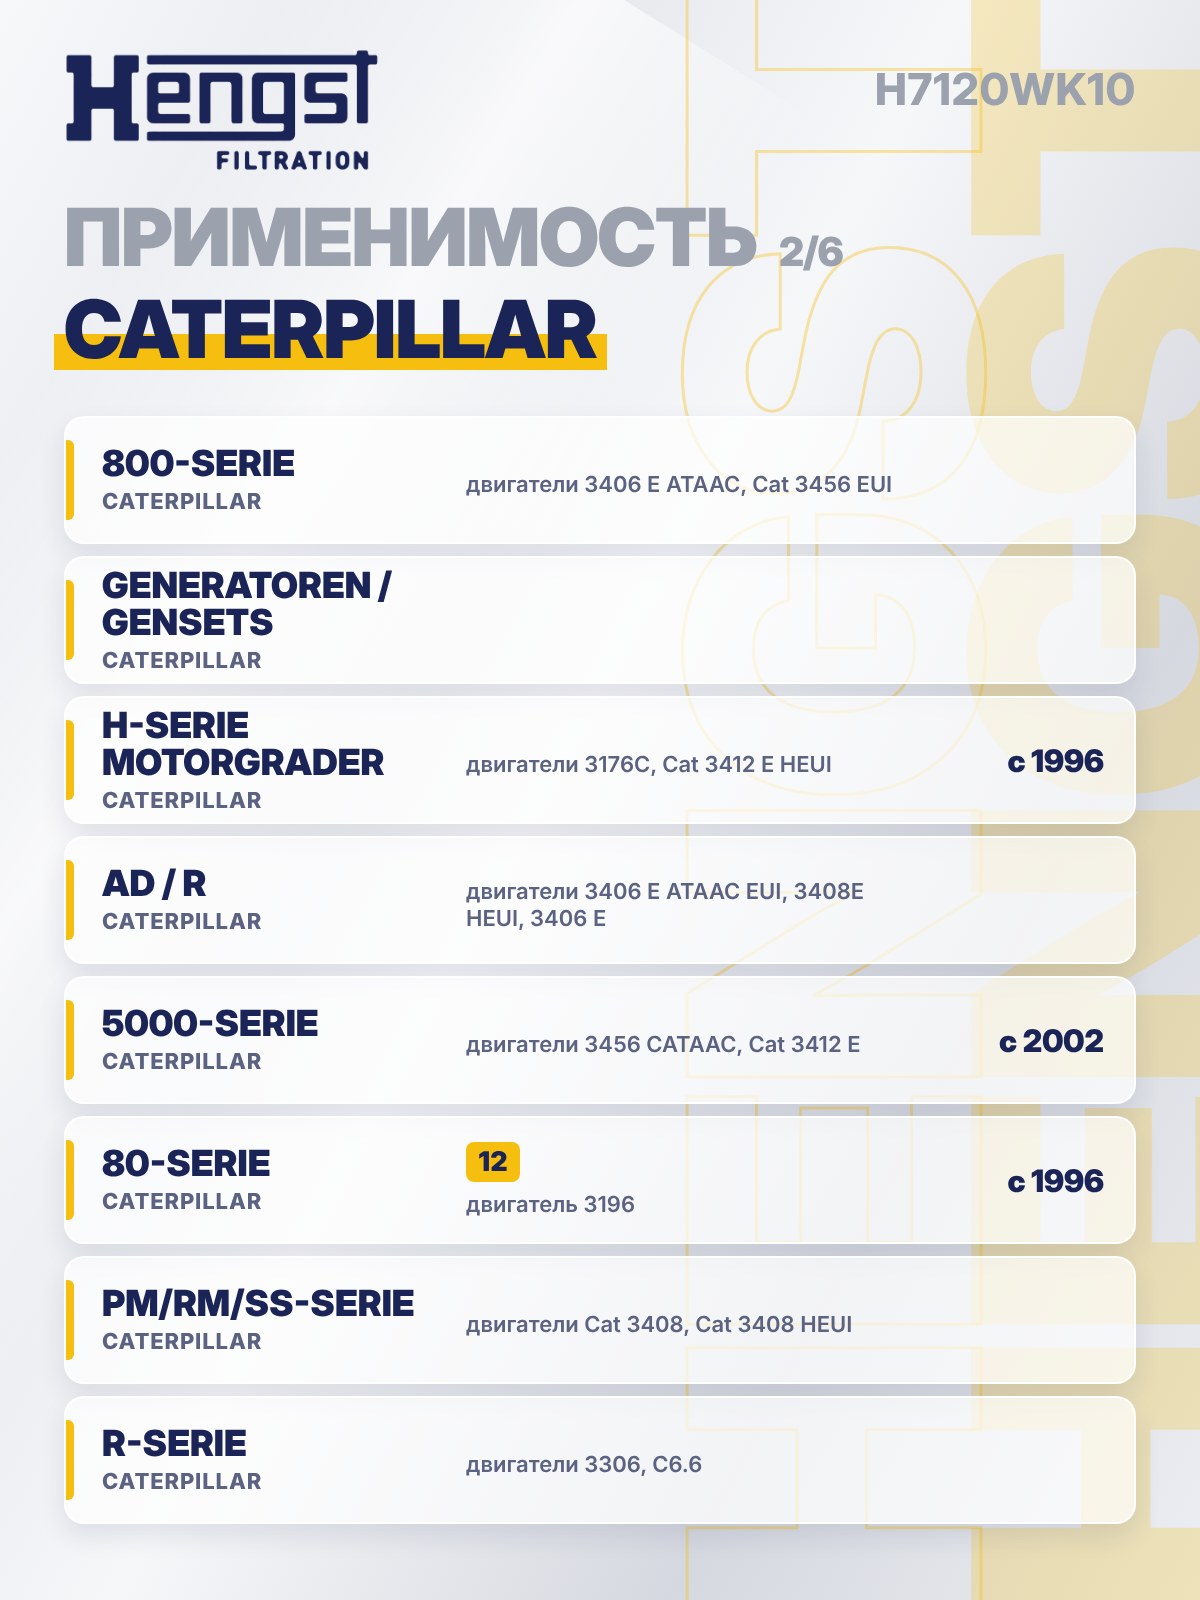 Hengst
FILTRATION
H7120WK10
ПРИМЕНИМОСТЬ 2/6
CATERPILLAR
800-SERIE
CATERPILLAR
двигатели 3406 E ATAAC, Cat 3456 EUI
GENERATOREN /
GENSETS
CATERPILLAR
H-SERIE
MOTORGRADER
CATERPILLAR
двигатели 3176C, Cat 3412 E HEUI
с 1996
AD / R
CATERPILLAR
двигатели 3406 E ATAAC EUI, 3408E
HEUI, 3406 E
5000-SERIE
CATERPILLAR
двигатели 3456 CATAAC, Cat 3412 E
с 2002
80-SERIE
CATERPILLAR
12
двигатель 3196
с 1996
PM/RM/SS-SERIE
CATERPILLAR
двигатели Cat 3408, Cat 3408 HEUI
R-SERIE
CATERPILLAR
двигатели 3306, C6.6
HENGST